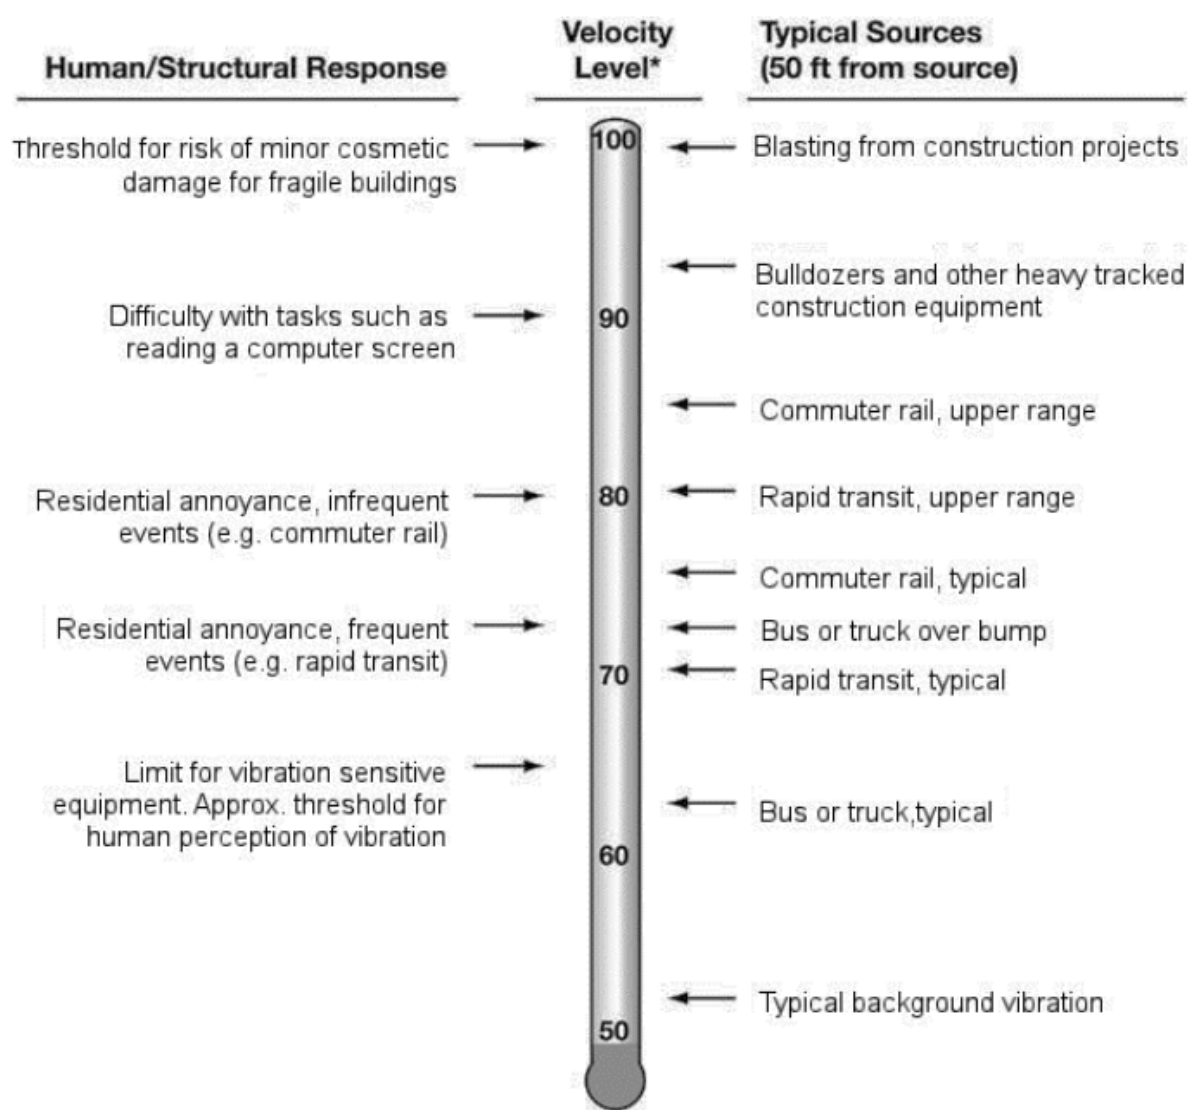 Human/Structural Response
Velocity
Level*
Typical Sources
(50 ft from source)
Threshold for risk of minor cosmetic
damage for fragile buildings
100
Blasting from construction projects
Bulldozers and other heavy tracked
construction equipment
Difficulty with tasks such as
reading a computer screen
90
Commuter rail, upper range
Residential annoyance, infrequent
events (e.g. commuter rail)
80
Rapid transit, upper range
Commuter rail, typical
Residential annoyance, frequent
events (e.g. rapid transit)
Bus or truck over bump
70
Rapid transit, typical
Limit for vibration sensitive
equipment. Approx. threshold for
human perception of vibration
Bus or truck,typical
60
Typical background vibration
50